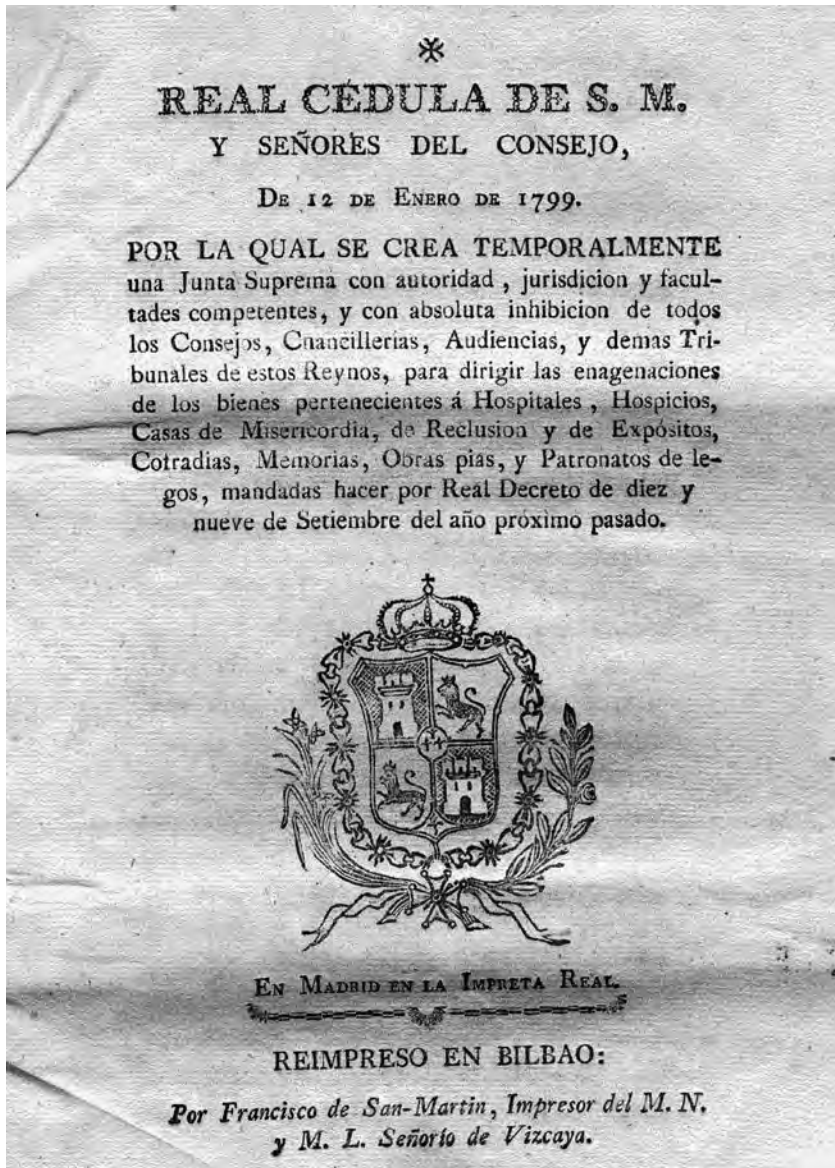 REAL CÉDULA DE S. M.
Y SEÑORES DEL CONSEJO,
DE 12 DE ENERO DE 1799.
POR LA QUAL SE CREA TEMPORALMENTE
una Junta Suprema con autoridad , jurisdicion y facul-
tades competentes, y con absoluta inhibicion de todos
los Consejos, Chancillerías, Audiencias, y demas Tri-
bunales de estos Reynos, para dirigir las enagenaciones
de los bienes pertenecientes á Hospitales , Hospicios,
Casas de Misericordia, de Reclusion y de Expósitos,
Cofradias, Memorias, Obras pias, y Patronatos de le-
gos, mandadas hacer por Real Decreto de diez y
nueve de Setiembre del año próximo pasado.
EN MADRID EN LA IMPRETA REAL.
REIMPRESO EN BILBAO:
Por Francisco de San-Martin, Impresor del M. N.
y M. L. Señorío de Vizcaya.